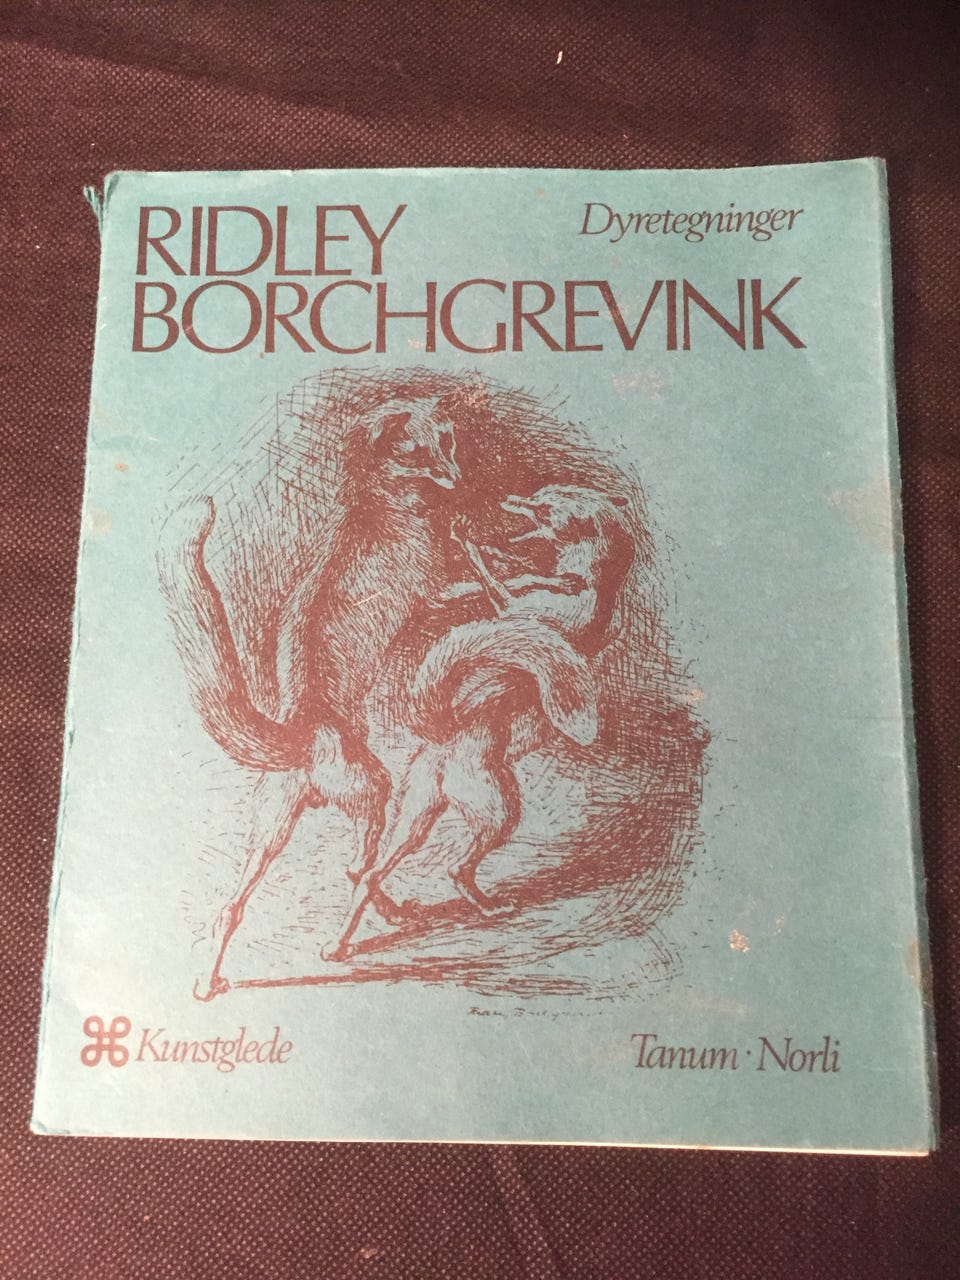 RIDLEY
BORCHGREVINK
Dyretegninger
Kunstglede
Tanum · Norli